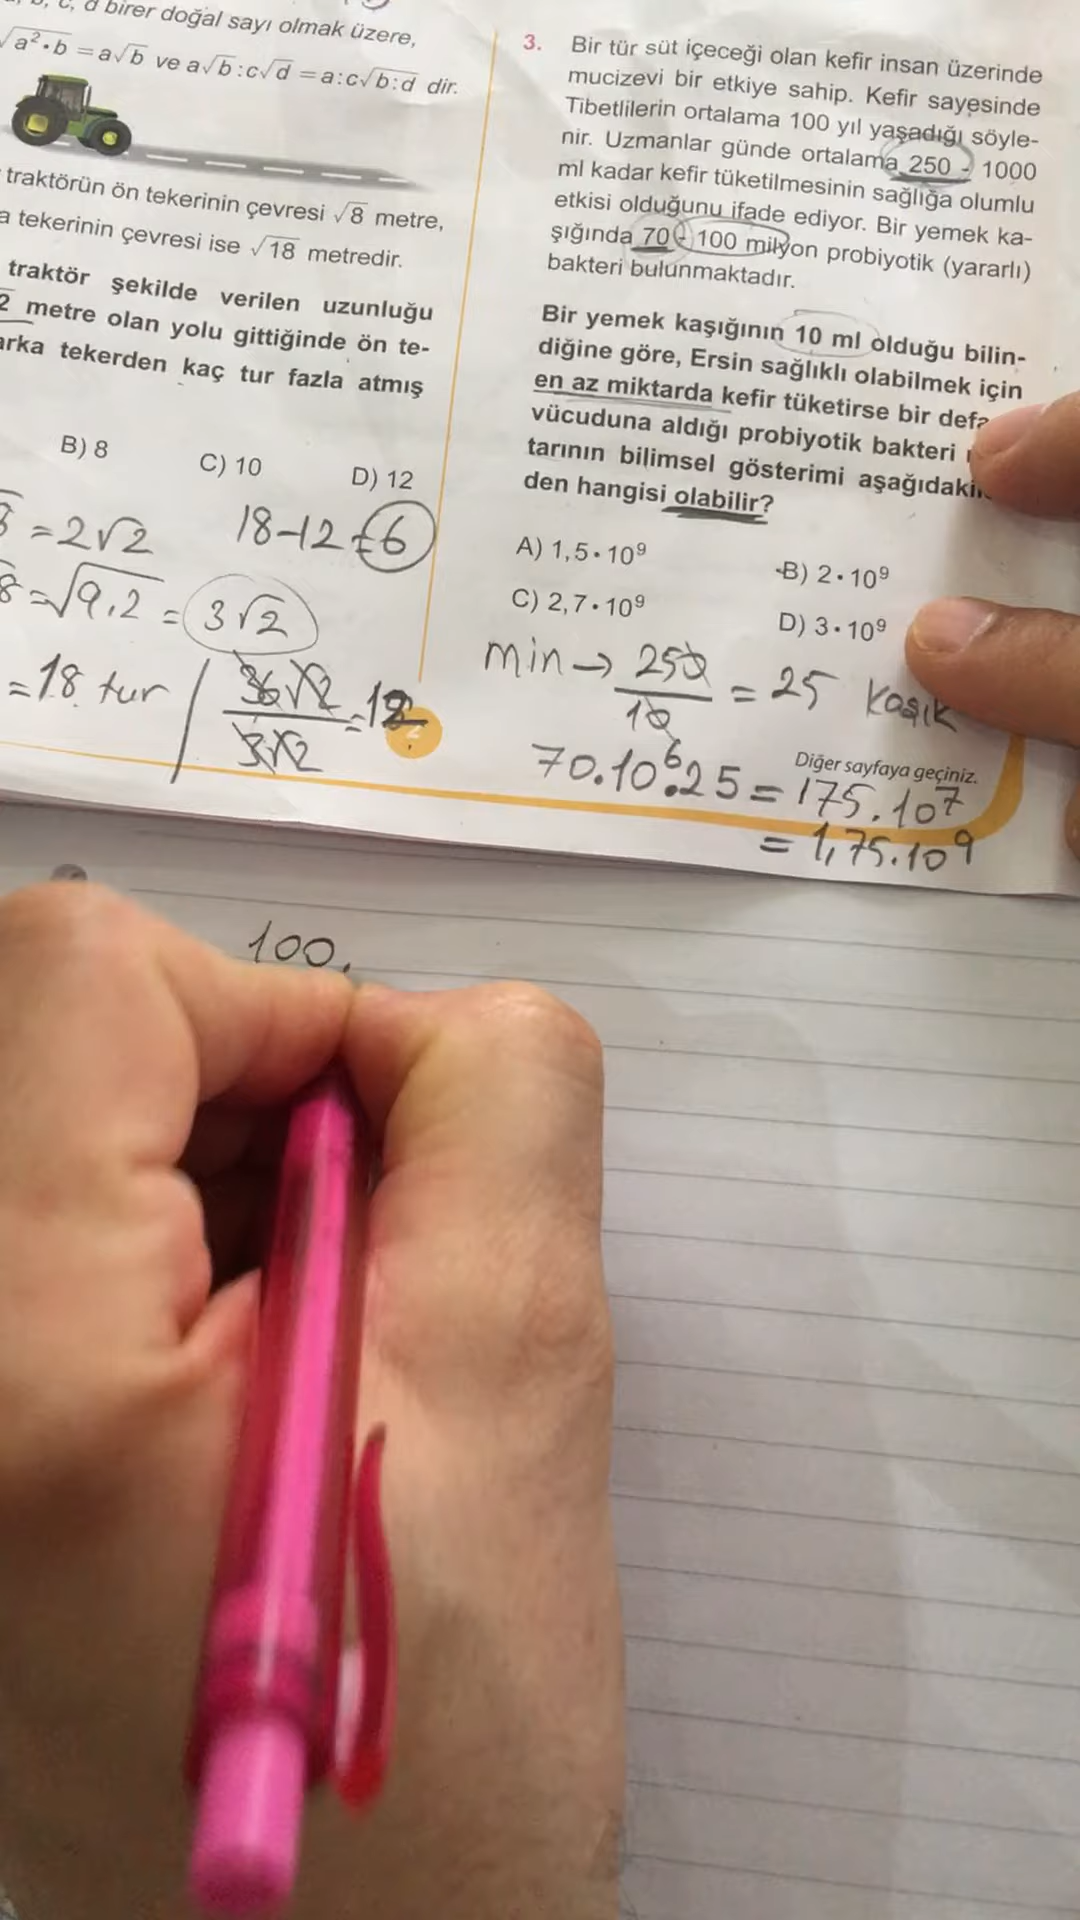 d birer doğal sayı olmak üzere,
√a²·b = a√b ve a√b : c√d = a:c√b:d dir.
traktörün ön tekerinin çevresi √8 metre,
a tekerinin çevresi ise √18 metredir.
traktör şekilde verilen uzunluğu
2 metre olan yolu gittiğinde ön te-
arka tekerden kaç tur fazla atmış
B) 8
C) 10
D) 12
= 2√2
18-12 = 6
= √9.2 = 3√2
= 18 tur
36√2 / 3√2 = 12
2
3. Bir tür süt içeceği olan kefir insan üzerinde
mucizevi bir etkiye sahip. Kefir sayesinde
Tibetlilerin ortalama 100 yıl yaşadığı söyle-
nir. Uzmanlar günde ortalama 250 - 1000
ml kadar kefir tüketilmesinin sağlığa olumlu
etkisi olduğunu ifade ediyor. Bir yemek ka-
şığında 70 - 100 milyon probiyotik (yararlı)
bakteri bulunmaktadır.
Bir yemek kaşığının 10 ml olduğu bilin-
diğine göre, Ersin sağlıklı olabilmek için
en az miktarda kefir tüketirse bir defa
vücuduna aldığı probiyotik bakteri
tarının bilimsel gösterimi aşağıdaki
den hangisi olabilir?
A) 1,5 · 10⁹
B) 2 · 10⁹
C) 2,7 · 10⁹
D) 3 · 10⁹
min → 250 / 10 = 25 Kaşık
Diğer sayfaya geçiniz.
70.10⁶.25 = 175.10⁷
= 1,75.10⁹
100.